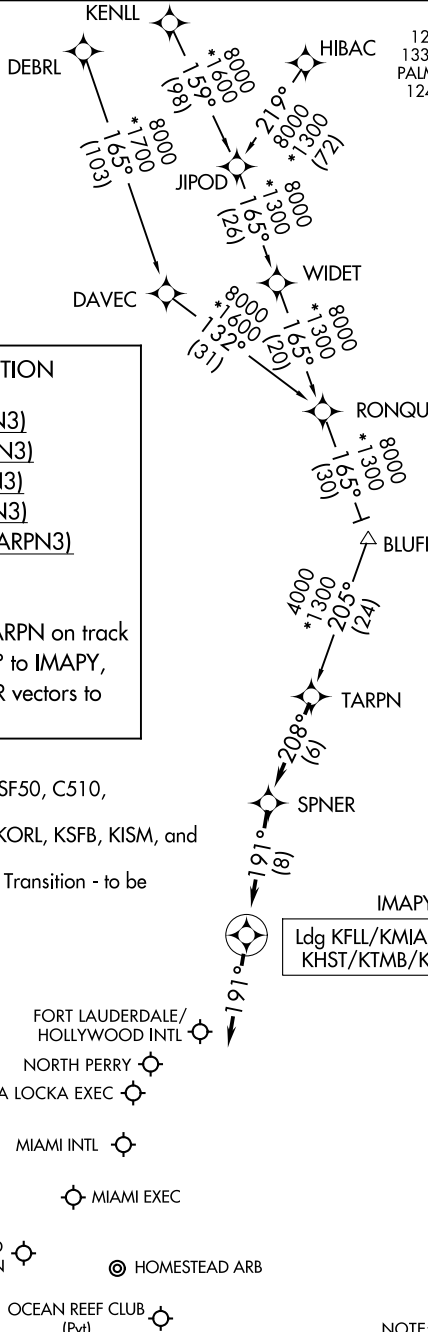 KENLL
DEBRL
HIBAC
12
133
PALM
124
8000
*1600
159°
(98)
8000
*1700
165°
(103)
219°
8000
*1300
(72)
JIPOD
8000
*1300
165°
(26)
WIDET
DAVEC
8000
*1600
132°
(31)
8000
*1300
165°
(20)
RONQU
8000
*1300
165°
(30)
BLUF
TION
N3)
N3)
N3)
N3)
ARPN3)
ARPN on track
° to IMAPY,
R vectors to
4000
*1300
205°
(24)
TARPN
208°
(6)
SPNER
SF50, C510,
KORL, KSFB, KISM, and
Transition - to be
191°
(8)
IMAPY
Ldg KFLL/KMIA
KHST/KTMB/K
191°
FORT LAUDERDALE/
HOLLYWOOD INTL
NORTH PERRY
A LOCKA EXEC
MIAMI INTL
MIAMI EXEC
N
HOMESTEAD ARB
OCEAN REEF CLUB
(Pvt)
NOTE: